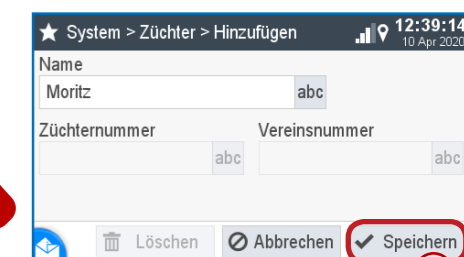 System > Züchter > Hinzufügen 12:39:14
10 Apr 2020
Name
Moritz abc
Züchternummer Vereinsnummer
abc abc
Löschen Abbrechen Speichern